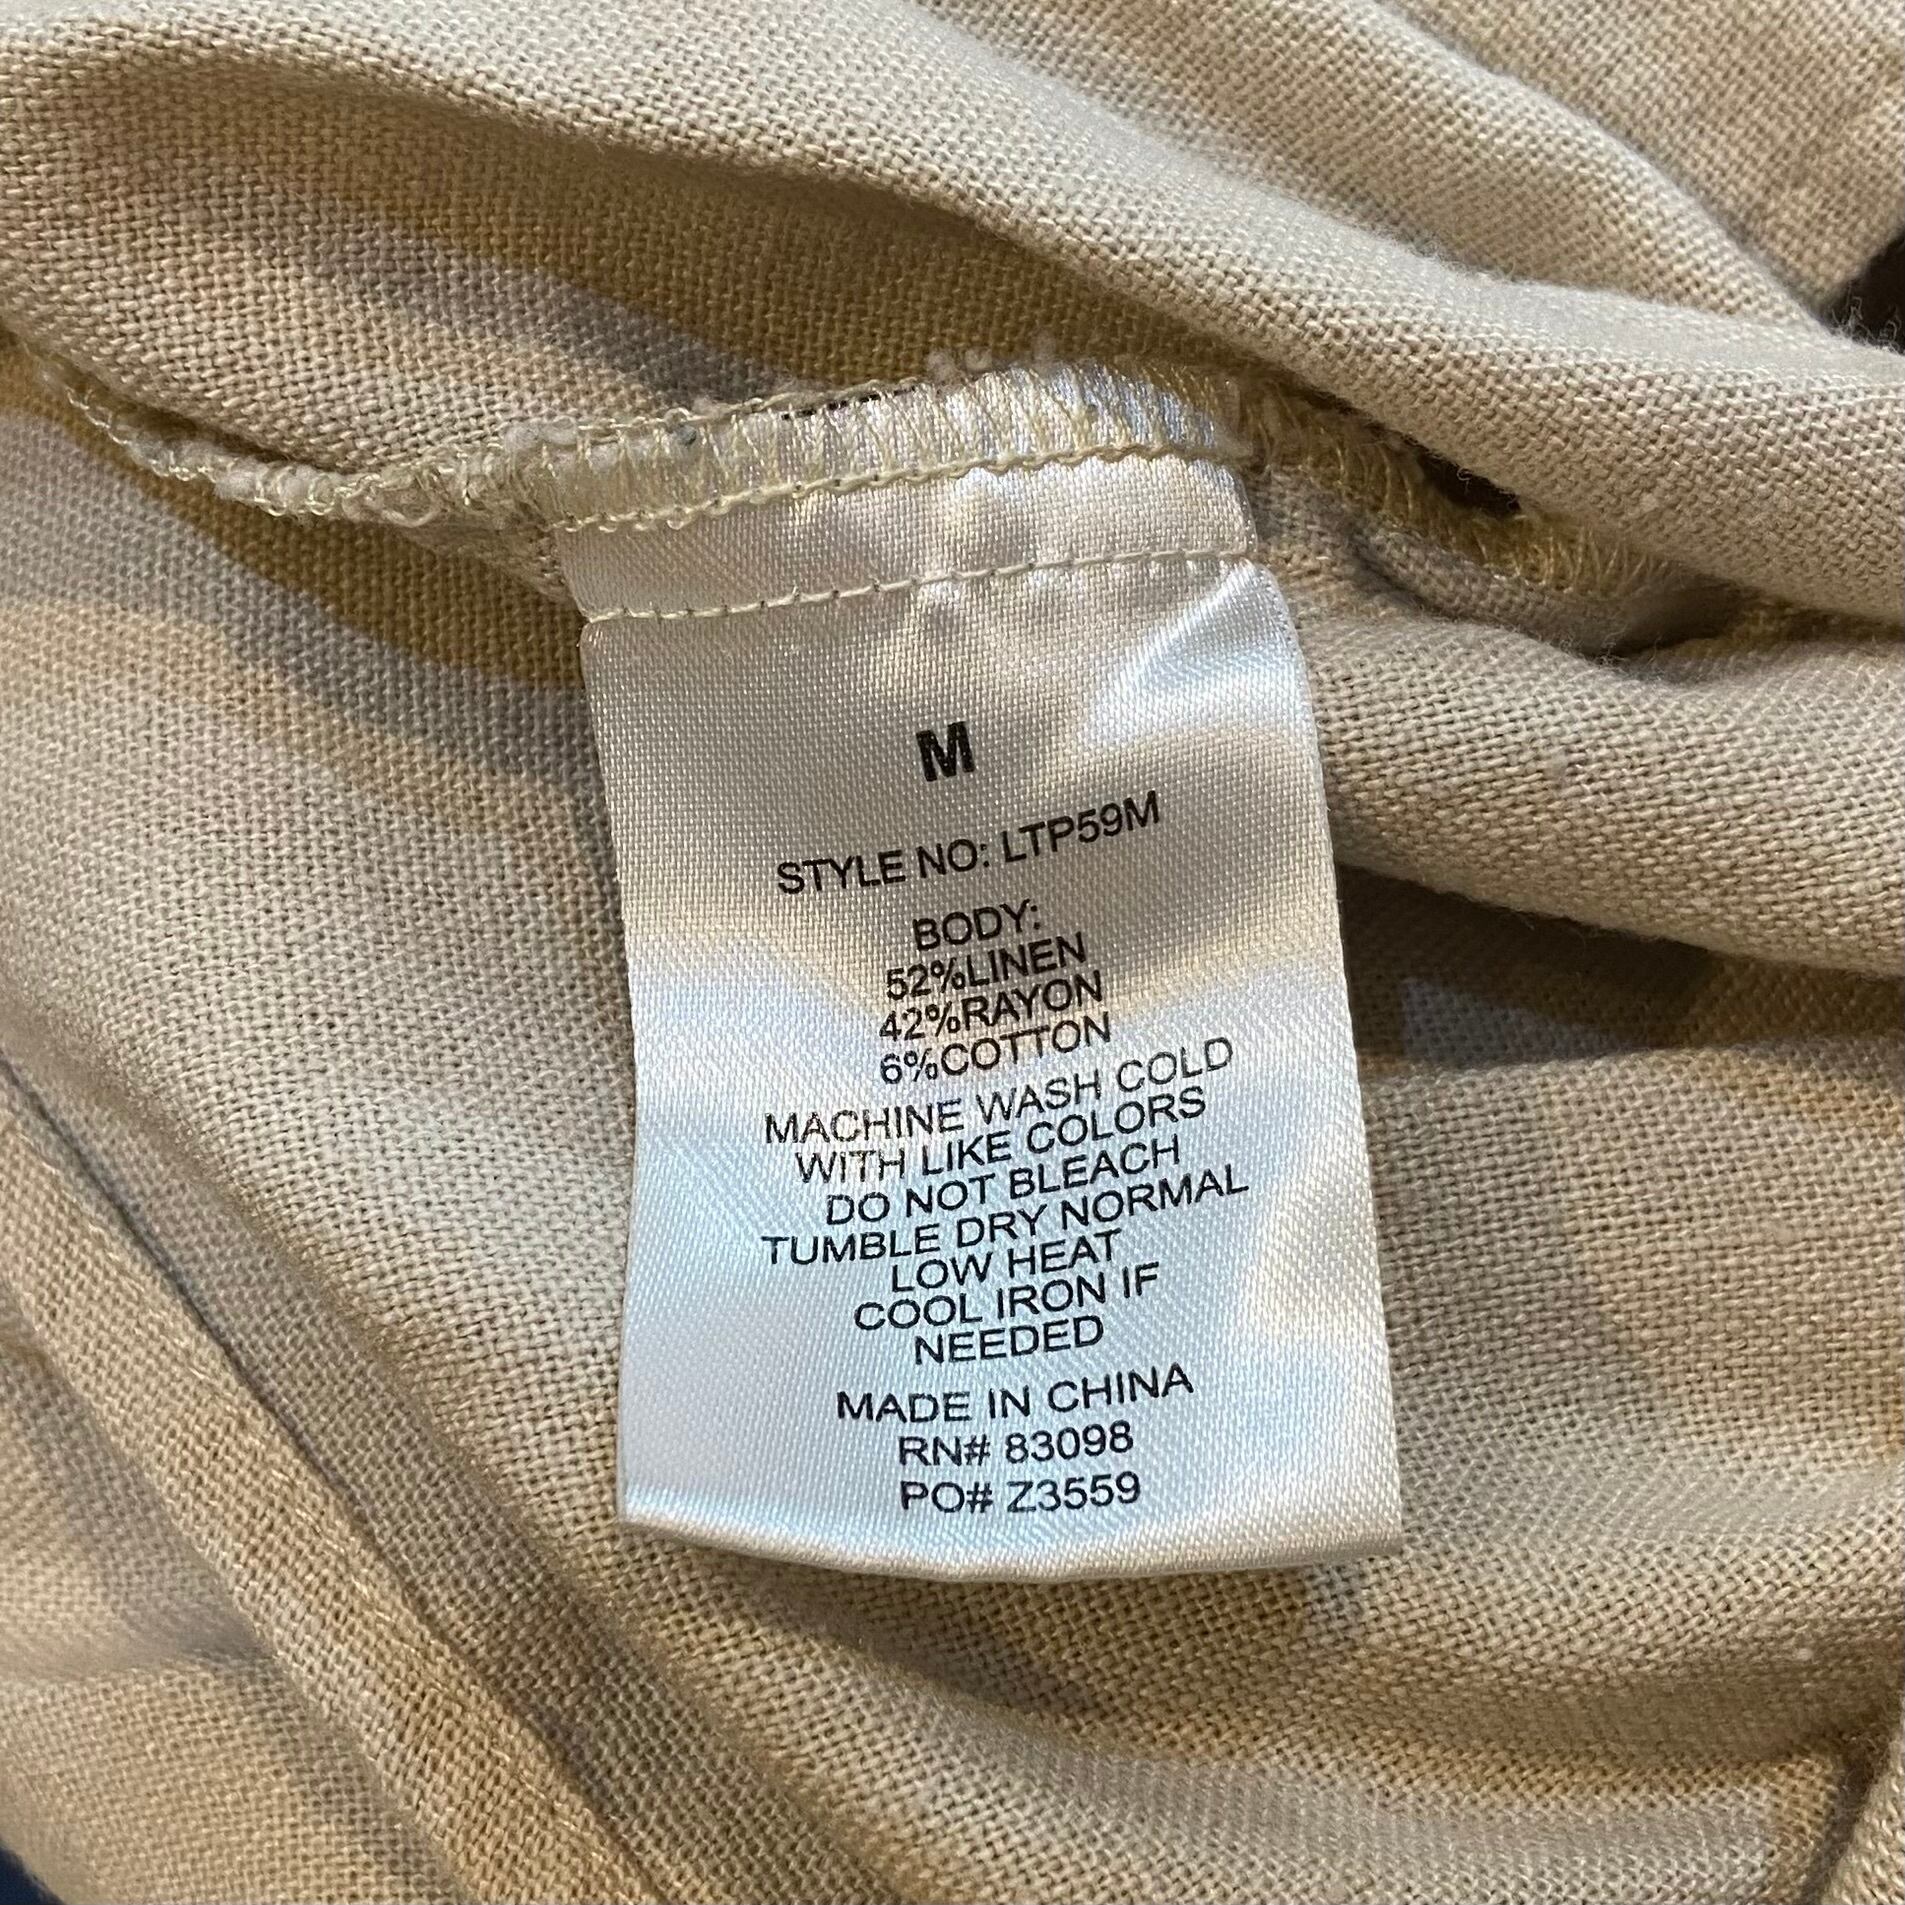 M
STYLE NO: LTP59M
BODY:
52%LINEN
42%RAYON
6%COTTON
MACHINE WASH COLD
WITH LIKE COLORS
DO NOT BLEACH
TUMBLE DRY NORMAL
LOW HEAT
COOL IRON IF
NEEDED
MADE IN CHINA
RN# 83098
PO# Z3559